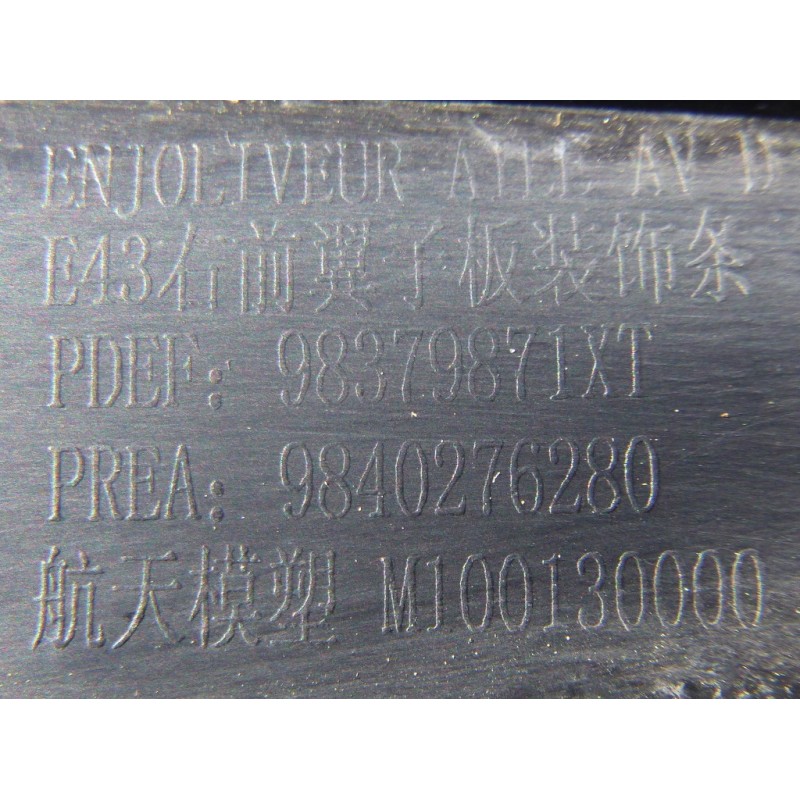 ENJOLIVEUR AILE AV D
E43右前翼子板装饰条
PDEF: 98379871XT
PREA: 9840276280
航天模塑 M100130000